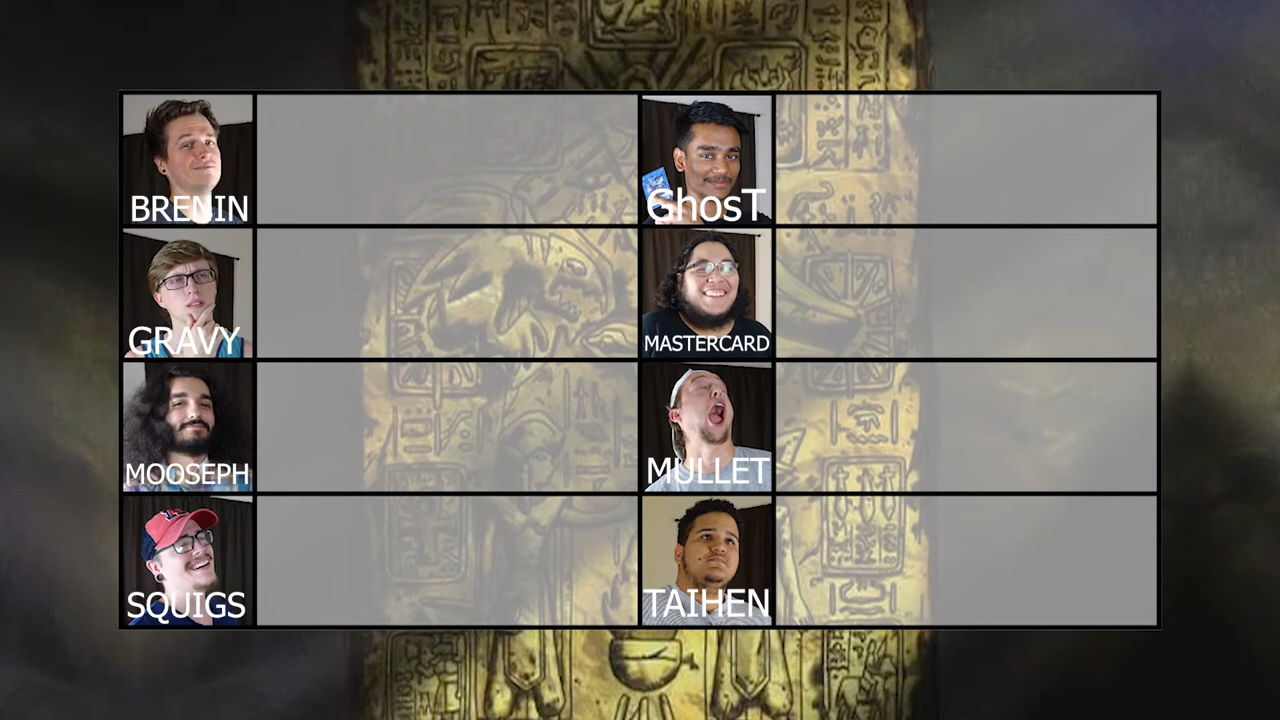 BRENIN
GhosT
GRAVY
MASTERCARD
MOOSEPH
MULLET
SQUIGS
TAIHEN